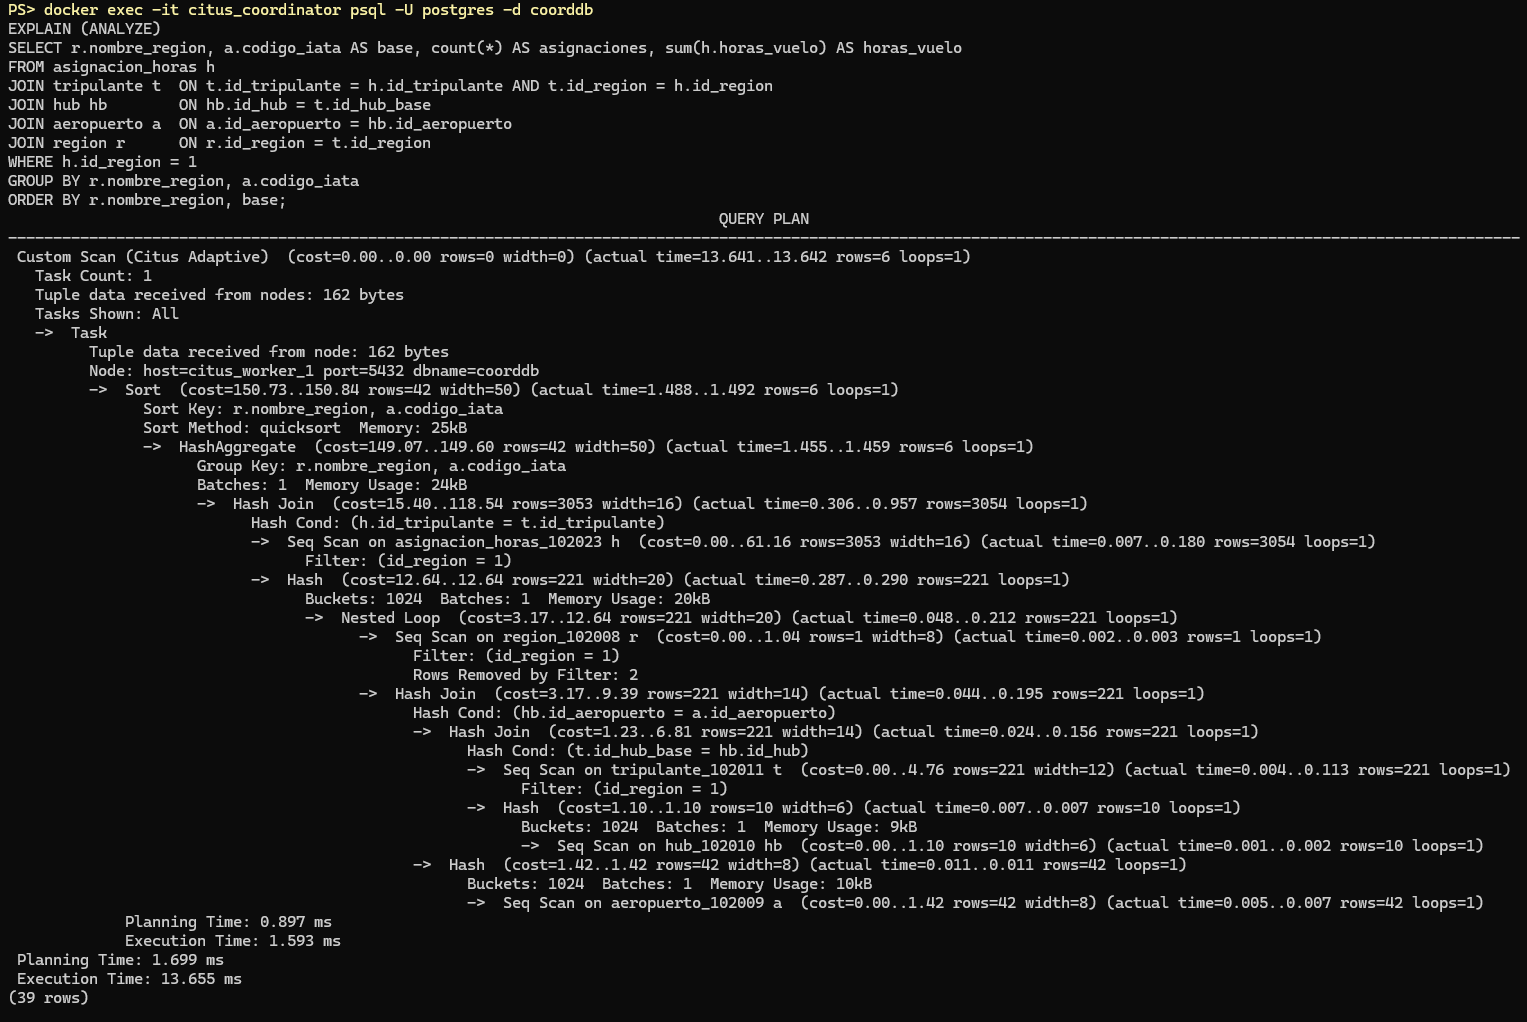 PS> docker exec -it citus_coordinator psql -U postgres -d coorddb
EXPLAIN (ANALYZE)
SELECT r.nombre_region, a.codigo_iata AS base, count(*) AS asignaciones, sum(h.horas_vuelo) AS horas_vuelo
FROM asignacion_horas h
JOIN tripulante t  ON t.id_tripulante = h.id_tripulante AND t.id_region = h.id_region
JOIN hub hb        ON hb.id_hub = t.id_hub_base
JOIN aeropuerto a  ON a.id_aeropuerto = hb.id_aeropuerto
JOIN region r      ON r.id_region = t.id_region
WHERE h.id_region = 1
GROUP BY r.nombre_region, a.codigo_iata
ORDER BY r.nombre_region, base;
QUERY PLAN
Custom Scan (Citus Adaptive)  (cost=0.00..0.00 rows=0 width=0) (actual time=13.641..13.642 rows=6 loops=1)
Task Count: 1
Tuple data received from nodes: 162 bytes
Tasks Shown: All
->  Task
Tuple data received from node: 162 bytes
Node: host=citus_worker_1 port=5432 dbname=coorddb
->  Sort  (cost=150.73..150.84 rows=42 width=50) (actual time=1.488..1.492 rows=6 loops=1)
Sort Key: r.nombre_region, a.codigo_iata
Sort Method: quicksort  Memory: 25kB
->  HashAggregate  (cost=149.07..149.60 rows=42 width=50) (actual time=1.455..1.459 rows=6 loops=1)
Group Key: r.nombre_region, a.codigo_iata
Batches: 1  Memory Usage: 24kB
->  Hash Join  (cost=15.40..118.54 rows=3053 width=16) (actual time=0.306..0.957 rows=3054 loops=1)
Hash Cond: (h.id_tripulante = t.id_tripulante)
->  Seq Scan on asignacion_horas_102023 h  (cost=0.00..61.16 rows=3053 width=16) (actual time=0.007..0.180 rows=3054 loops=1)
Filter: (id_region = 1)
->  Hash  (cost=12.64..12.64 rows=221 width=20) (actual time=0.287..0.290 rows=221 loops=1)
Buckets: 1024  Batches: 1  Memory Usage: 20kB
->  Nested Loop  (cost=3.17..12.64 rows=221 width=20) (actual time=0.048..0.212 rows=221 loops=1)
->  Seq Scan on region_102008 r  (cost=0.00..1.04 rows=1 width=8) (actual time=0.002..0.003 rows=1 loops=1)
Filter: (id_region = 1)
Rows Removed by Filter: 2
->  Hash Join  (cost=3.17..9.39 rows=221 width=14) (actual time=0.044..0.195 rows=221 loops=1)
Hash Cond: (hb.id_aeropuerto = a.id_aeropuerto)
->  Hash Join  (cost=1.23..6.81 rows=221 width=14) (actual time=0.024..0.156 rows=221 loops=1)
Hash Cond: (t.id_hub_base = hb.id_hub)
->  Seq Scan on tripulante_102011 t  (cost=0.00..4.76 rows=221 width=12) (actual time=0.004..0.113 rows=221 loops=1)
Filter: (id_region = 1)
->  Hash  (cost=1.10..1.10 rows=10 width=6) (actual time=0.007..0.007 rows=10 loops=1)
Buckets: 1024  Batches: 1  Memory Usage: 9kB
->  Seq Scan on hub_102010 hb  (cost=0.00..1.10 rows=10 width=6) (actual time=0.001..0.002 rows=10 loops=1)
->  Hash  (cost=1.42..1.42 rows=42 width=8) (actual time=0.011..0.011 rows=42 loops=1)
Buckets: 1024  Batches: 1  Memory Usage: 10kB
->  Seq Scan on aeropuerto_102009 a  (cost=0.00..1.42 rows=42 width=8) (actual time=0.005..0.007 rows=42 loops=1)
Planning Time: 0.897 ms
Execution Time: 1.593 ms
Planning Time: 1.699 ms
Execution Time: 13.655 ms
(39 rows)